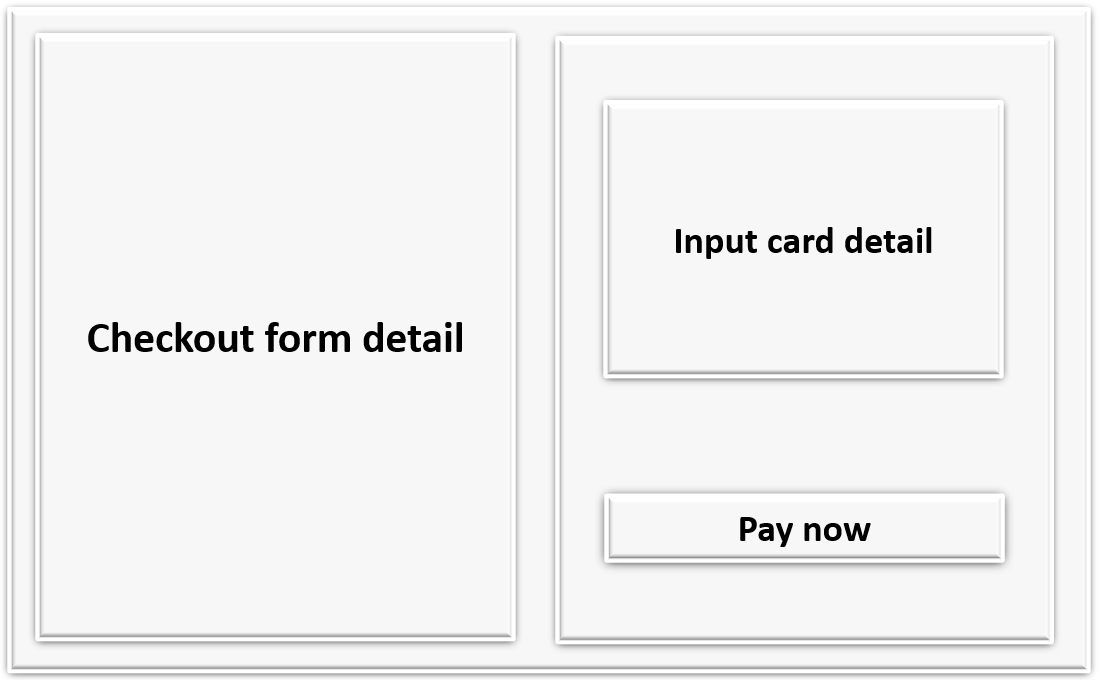 Checkout form detail
Input card detail
Pay now